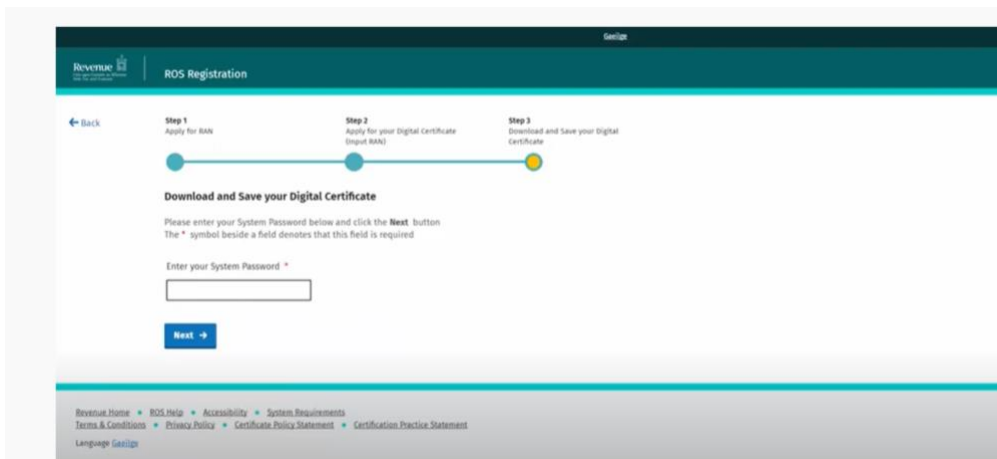 Gaeilge
Revenue
ROS Registration
← Back
Step 1
Apply for RAN
Step 2
Apply for your Digital Certificate
(Input RAN)
Step 3
Download and Save your Digital
Certificate
Download and Save your Digital Certificate
Please enter your System Password below and click the Next button
The * symbol beside a field denotes that this field is required
Enter your System Password *
Next →
Revenue Home • ROS Help • Accessibility • System Requirements
Terms & Conditions • Privacy Policy • Certificate Policy Statement • Certification Practice Statement
Language Gaeilge